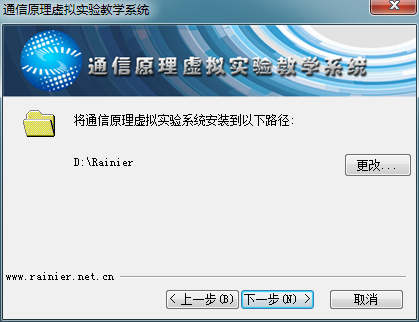 通信原理虚拟实验教学系统
通信原理虚拟实验教学系统
将通信原理虚拟实验系统安装到以下路径:
D:\Rainier
更改...
www.rainier.net.cn
< 上一步(B)
下一步(N) >
取消